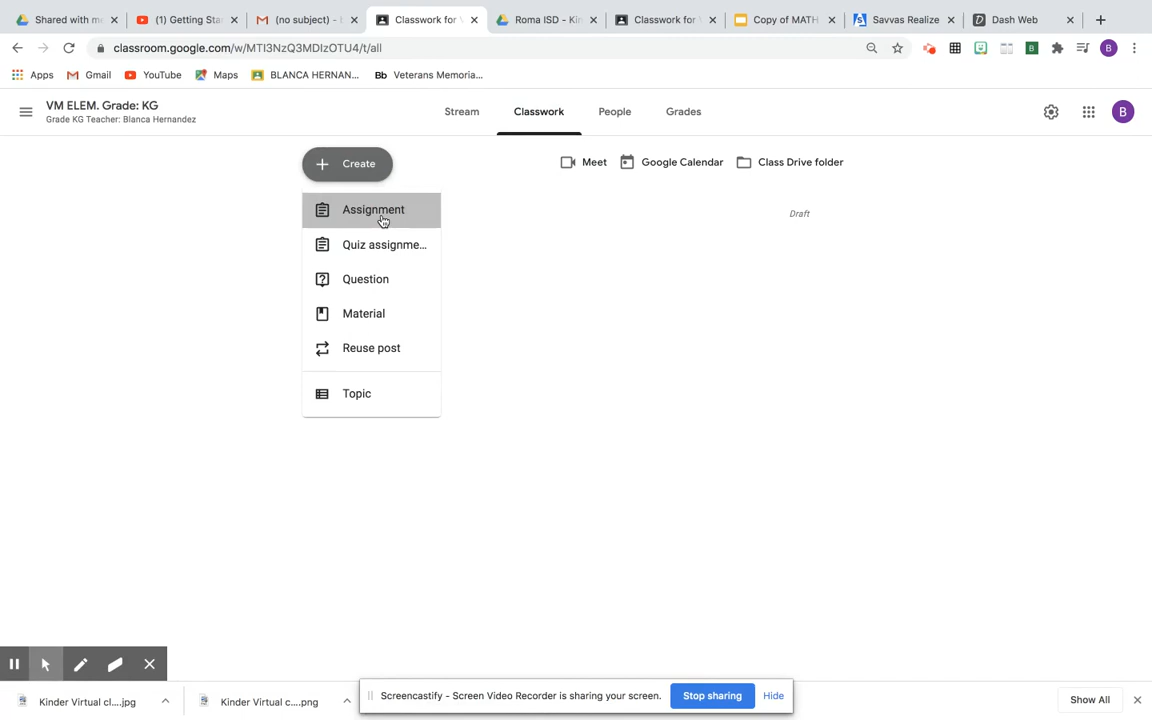 Shared with me
(1) Getting Sta
(no subject) - 
Classwork for
Roma ISD - Kin
Classwork for
Copy of MATH
Savvas Realize
Dash Web
classroom.google.com/w/MTI3NzQ3MDIzOTU4/t/all
B
Apps
Gmail
YouTube
Maps
BLANCA HERNAN...
Bb Veterans Memoria...
VM ELEM. Grade: KG
Grade KG Teacher: Blanca Hernandez
Stream
Classwork
People
Grades
B
Create
Meet
Google Calendar
Class Drive folder
Assignment
Draft
Quiz assignme...
Question
Material
Reuse post
Topic
Kinder Virtual cl....jpg
Kinder Virtual c....png
Screencastify - Screen Video Recorder is sharing your screen.
Stop sharing
Hide
Show All